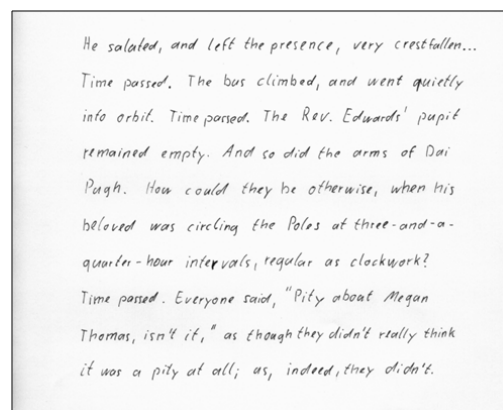 He saluted, and left the presence, very crestfallen...
Time passed. The bus climbed, and went quietly
into orbit. Time passed. The Rev. Edwards' pupit
remained empty. And so did the arms of Dai
Pugh. How could they be otherwise, when his
beloved was circling the Poles at three-and-a-
quarter-hour intervals, regular as clockwork?
Time passed. Everyone said, "Pity about Megan
Thomas, isn't it," as though they didn't really think
it was a pity at all; as, indeed, they didn't.